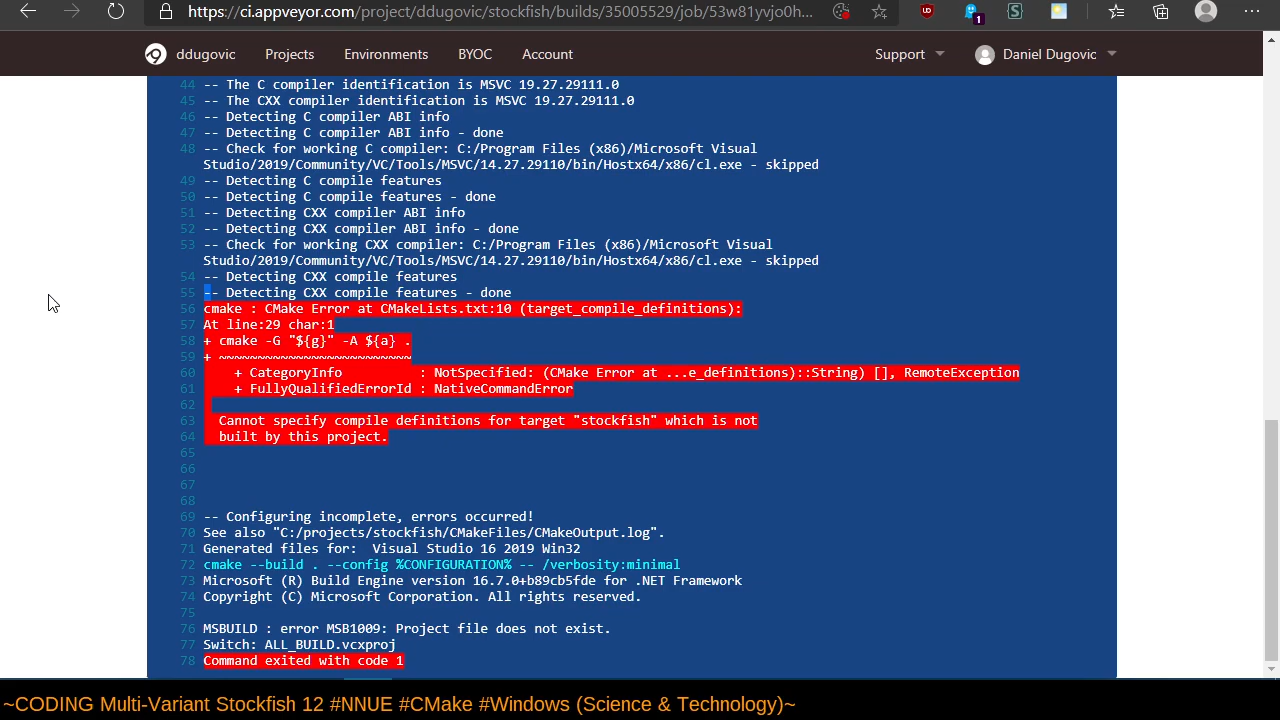 https://ci.appveyor.com/project/ddugovic/stockfish/builds/35005529/job/53w81yvjo0h...
1
ddugovic Projects Environments BYOC Account Support Daniel Dugovic
44 -- The C compiler identification is MSVC 19.27.29111.0
45 -- The CXX compiler identification is MSVC 19.27.29111.0
46 -- Detecting C compiler ABI info
47 -- Detecting C compiler ABI info - done
48 -- Check for working C compiler: C:/Program Files (x86)/Microsoft Visual
Studio/2019/Community/VC/Tools/MSVC/14.27.29110/bin/Hostx64/x86/cl.exe - skipped
49 -- Detecting C compile features
50 -- Detecting C compile features - done
51 -- Detecting CXX compiler ABI info
52 -- Detecting CXX compiler ABI info - done
53 -- Check for working CXX compiler: C:/Program Files (x86)/Microsoft Visual
Studio/2019/Community/VC/Tools/MSVC/14.27.29110/bin/Hostx64/x86/cl.exe - skipped
54 -- Detecting CXX compile features
55 -- Detecting CXX compile features - done
56 cmake : CMake Error at CMakeLists.txt:10 (target_compile_definitions):
57 At line:29 char:1
58 + cmake -G "${g}" -A ${a} .
59 + ~~~~~~~~~~~~~~~~~~~~~~~~~
60 + CategoryInfo : NotSpecified: (CMake Error at ...e_definitions)::String) [], RemoteException
61 + FullyQualifiedErrorId : NativeCommandError
62
63 Cannot specify compile definitions for target "stockfish" which is not
64 built by this project.
65
66
67
68
69 -- Configuring incomplete, errors occurred!
70 See also "C:/projects/stockfish/CMakeFiles/CMakeOutput.log".
71 Generated files for: Visual Studio 16 2019 Win32
72 cmake --build . --config %CONFIGURATION% -- /verbosity:minimal
73 Microsoft (R) Build Engine version 16.7.0+b89cb5fde for .NET Framework
74 Copyright (C) Microsoft Corporation. All rights reserved.
75
76 MSBUILD : error MSB1009: Project file does not exist.
77 Switch: ALL_BUILD.vcxproj
78 Command exited with code 1
~CODING Multi-Variant Stockfish 12 #NNUE #CMake #Windows (Science & Technology)~